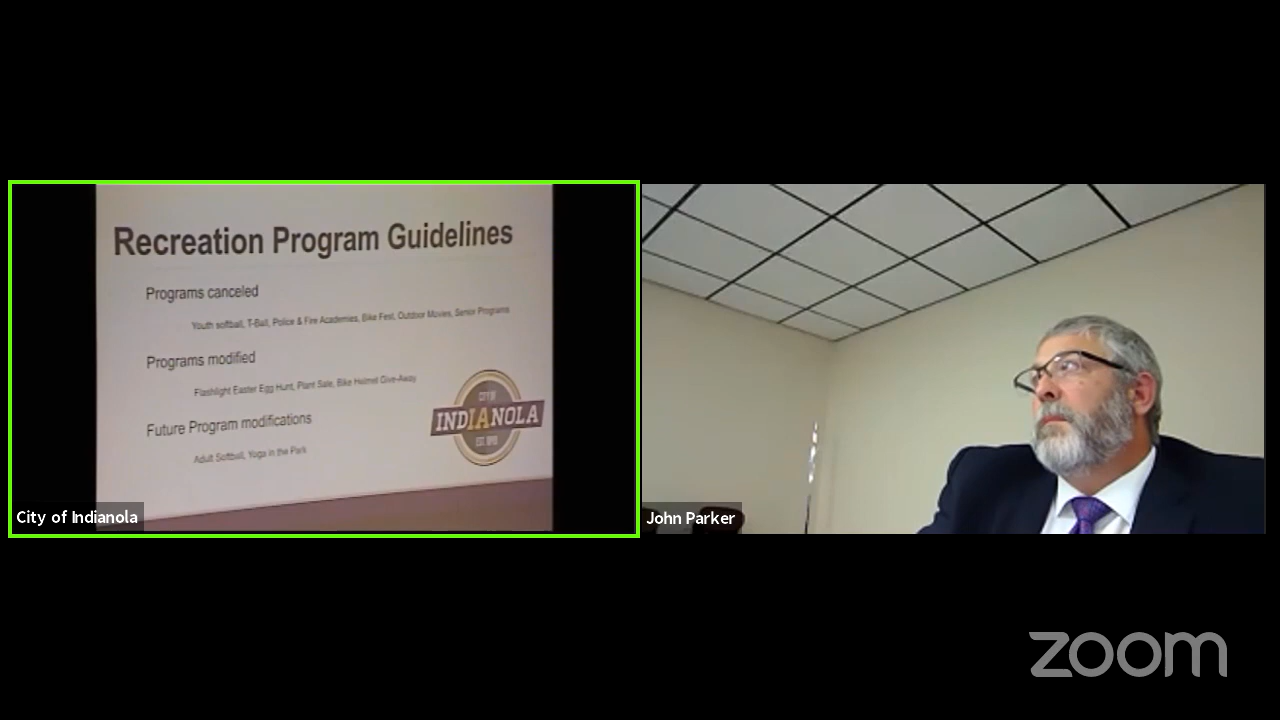 Recreation Program Guidelines
Programs canceled
Youth softball, T-Ball, Police & Fire Academies, Bike Fest, Outdoor Movies, Senior Programs
Programs modified
Flashlight Easter Egg Hunt, Plant Sale, Bike Helmet Give-Away
Future Program modifications
Adult Softball, Yoga in the Park
CITY OF
INDIANOLA
City of Indianola
John Parker
zoom